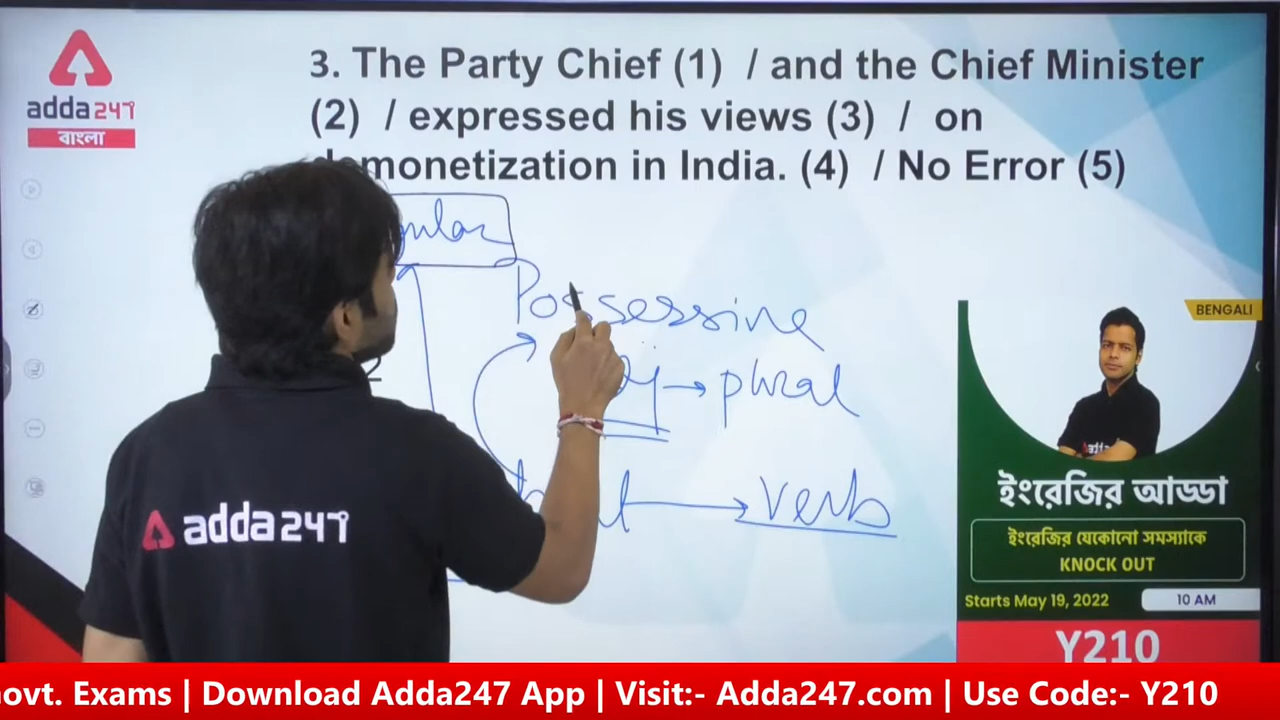 adda247
বাংলা
3. The Party Chief (1) / and the Chief Minister
(2) / expressed his views (3) / on
monetization in India. (4) / No Error (5)
Possessive
plural
verb
adda247
BENGALI
ইংরেজির আড্ডা
ইংরেজির যেকোনো সমস্যাকে
KNOCK OUT
Starts May 19, 2022
10 AM
Y210
ovt. Exams | Download Adda247 App | Visit:- Adda247.com | Use Code:- Y210